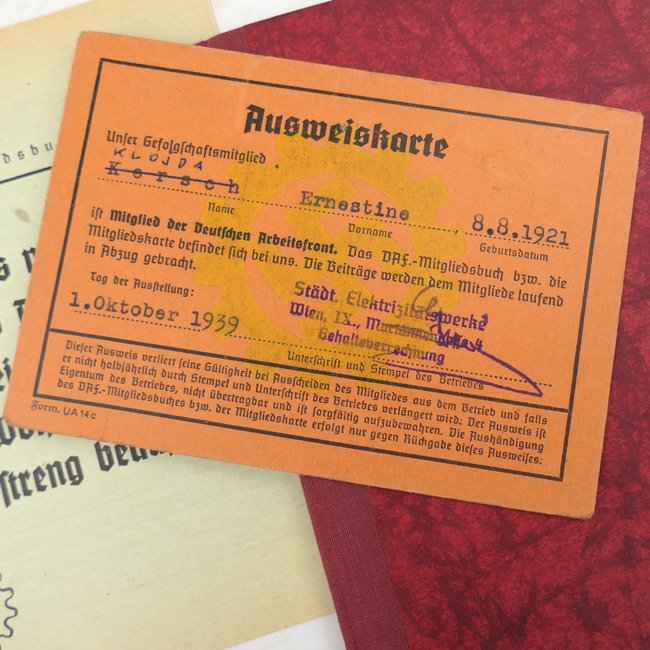 Ausweiskarte
Unser Gefolgschaftsmitglied
KLOJDA
Kersch Ernestine 8.8.1921
Name Vorname Geburtsdatum
ist Mitglied der Deutschen Arbeitsfront. Das DAF.-Mitgliedsbuch bzw. die
Mitgliedskarte befindet sich bei uns. Die Beiträge werden dem Mitgliede laufend
in Abzug gebracht.
Tag der Ausstellung:
1.Oktober 1939
Städt. Elektrizitätswerke
Wien, IX.,
Gehaltsverrechnung
Unterschrift und Stempel des Betriebes
Dieser Ausweis verliert seine Gültigkeit bei Ausscheiden des Mitgliedes aus dem Betrieb und falls
er nicht halbjährlich durch Stempel und Unterschrift des Betriebes verlängert wird. Der Ausweis ist
Eigentum des Betriebes, nicht übertragbar und ist sorgfältig aufzubewahren. Die Aushändigung
des DAF.-Mitgliedsbuches bzw. der Mitgliedskarte erfolgt nur gegen Rückgabe dieses Ausweises.
Form. UA 14 c
streng